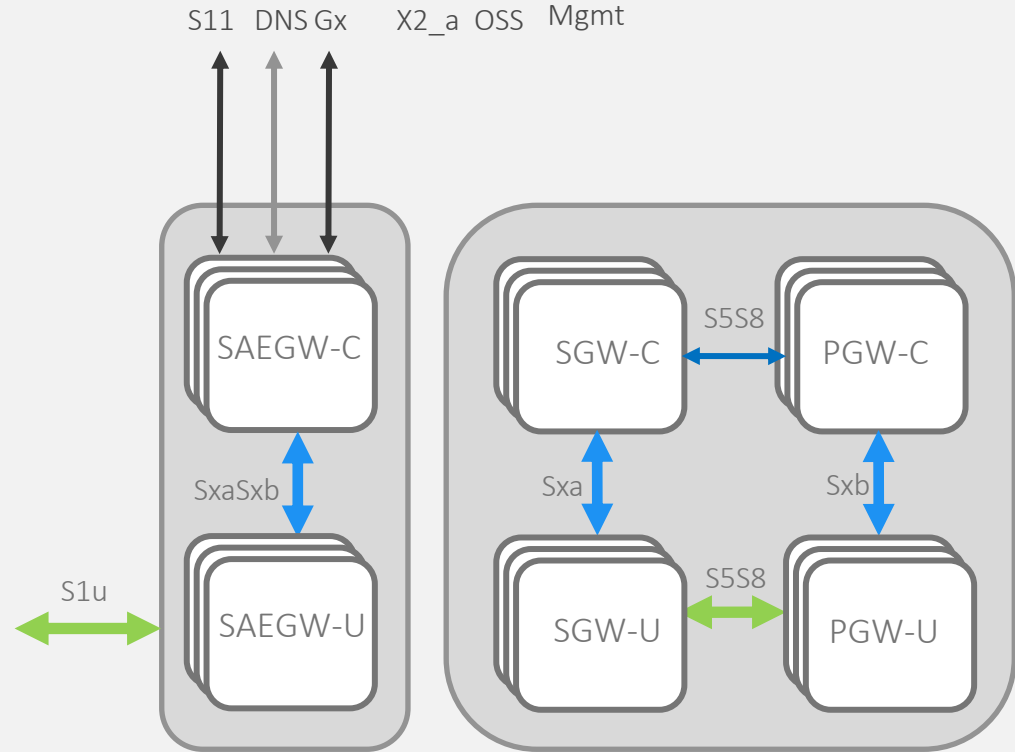 S11 DNS Gx X2_a OSS Mgmt
SAEGW-C
SGW-C
S5S8
PGW-C
SxaSxb
Sxa
Sxb
S1u
SAEGW-U
SGW-U
S5S8
PGW-U